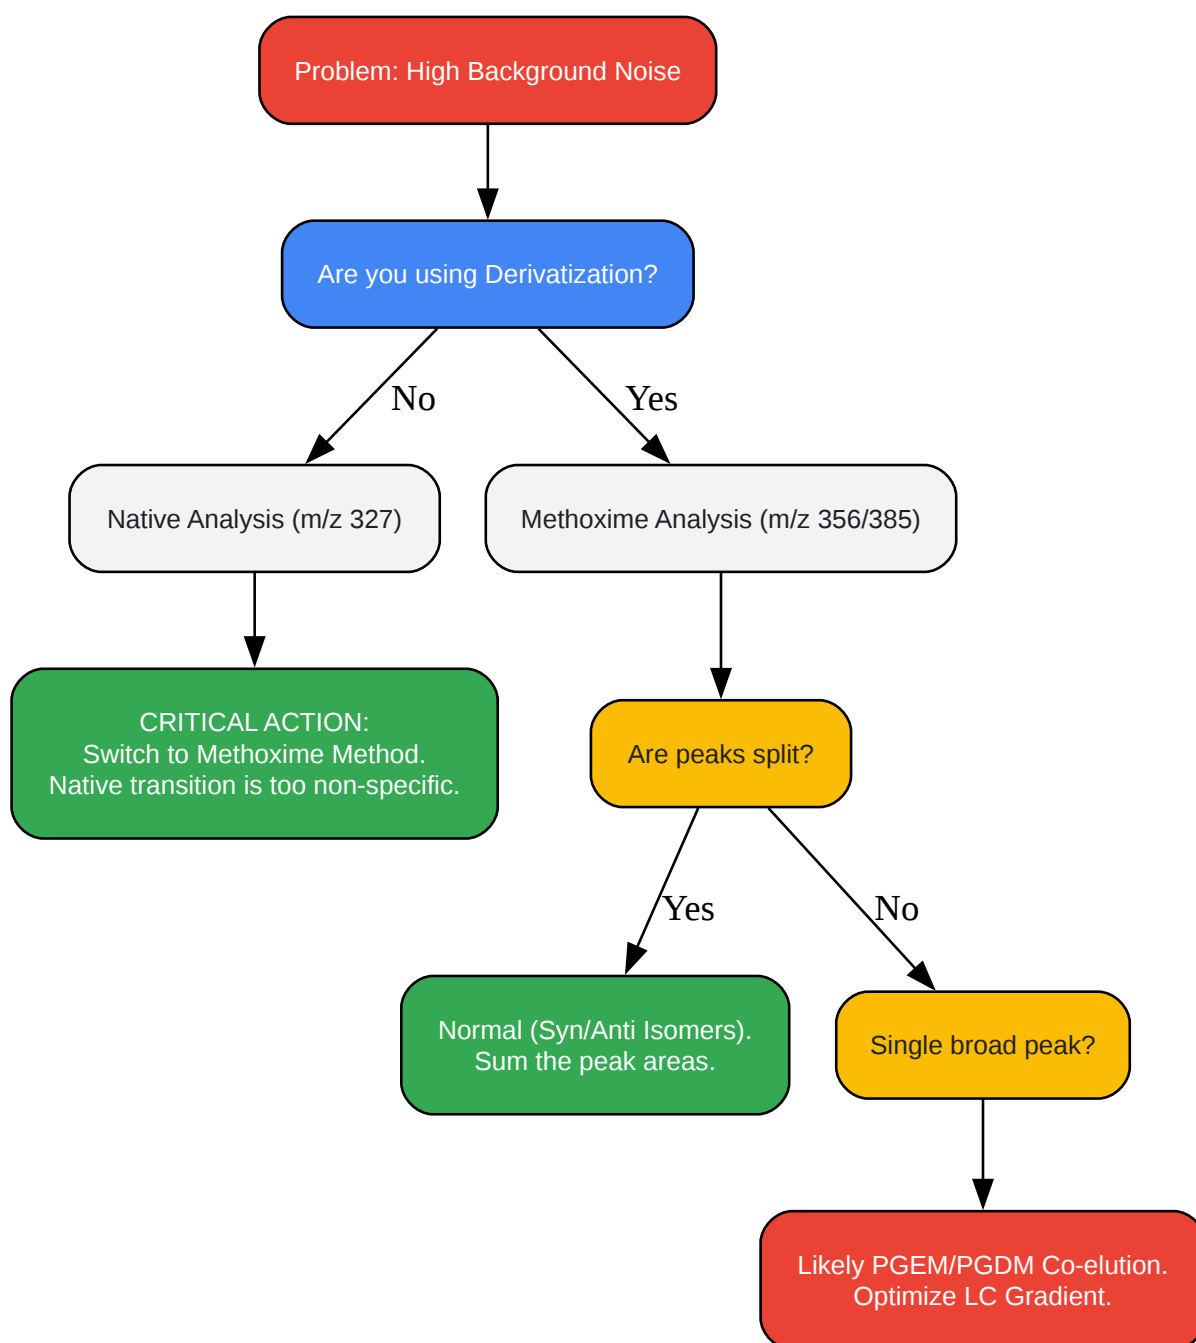 Problem: High Background Noise
Are you using Derivatization?
No
Yes
Native Analysis (m/z 327)
Methoxime Analysis (m/z 356/385)
CRITICAL ACTION:
Switch to Methoxime Method.
Native transition is too non-specific.
Are peaks split?
Yes
No
Normal (Syn/Anti Isomers).
Sum the peak areas.
Single broad peak?
Likely PGEM/PGDM Co-elution.
Optimize LC Gradient.